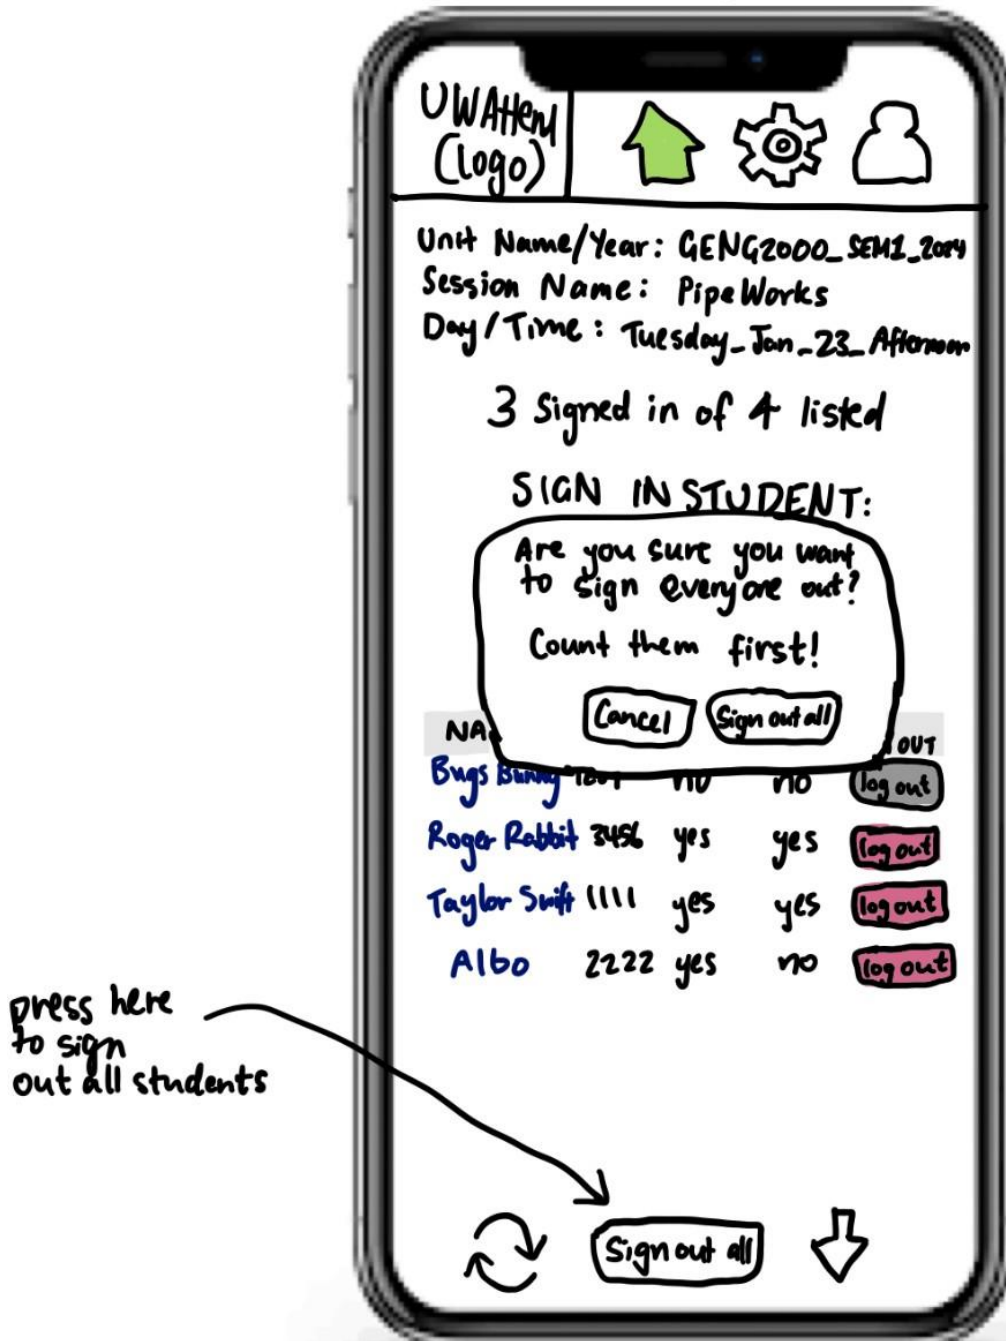 UWAttend
(Logo)
Unit Name/Year: GENG2000_SEM1_2024
Session Name: PipeWorks
Day/Time: Tuesday_Jan_23_Afternoon
3 Signed in of 4 listed
SIGN IN STUDENT:
Are you sure you want
to sign everyone out?
Count them first!
Cancel Sign out all
OUT
Bugs Bunny no no log out
Roger Rabbit 3456 yes yes log out
Taylor Swift 1111 yes yes log out
Albo 2222 yes no log out
press here
to sign
out all students
Sign out all